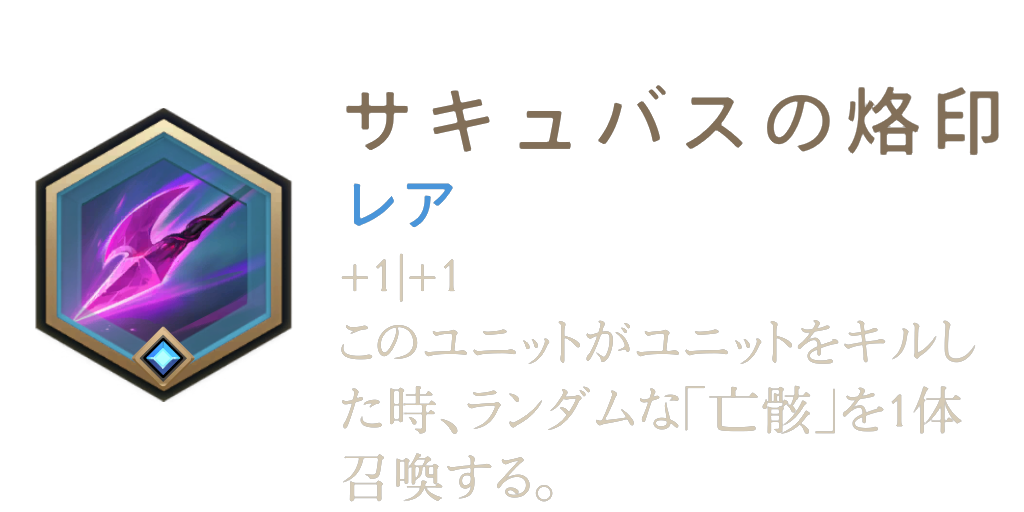 サキュバスの烙印
レア
+1|+1
このユニットがユニットをキルし
た時、ランダムな「亡骸」を1体
召喚する。